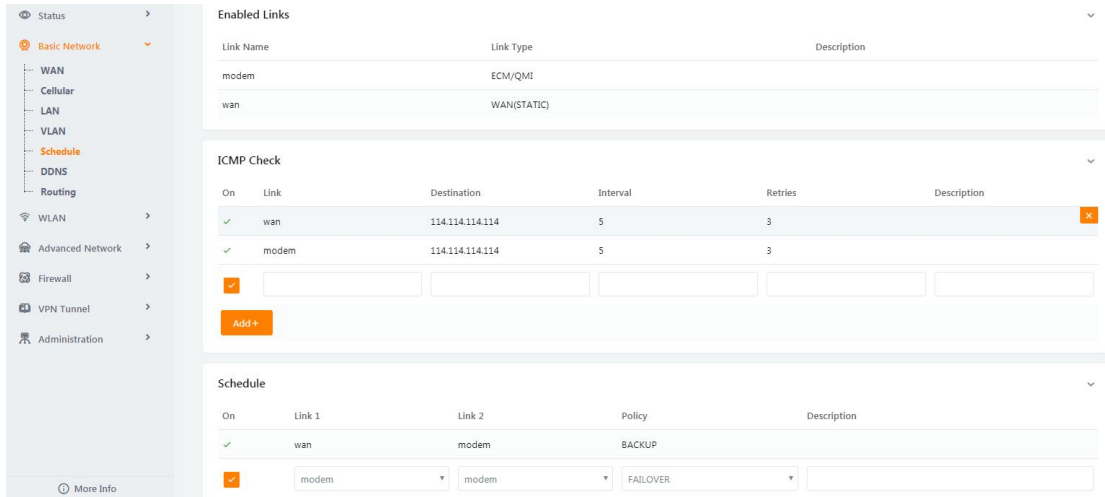 Status
Basic Network
WAN
Cellular
LAN
VLAN
Schedule
DDNS
Routing
WLAN
Advanced Network
Firewall
VPN Tunnel
Administration
More Info
Enabled Links
Link Name Link Type Description
modem ECM/QMI
wan WAN(STATIC)
ICMP Check
On Link Destination Interval Retries Description
wan 114.114.114.114 5 3
modem 114.114.114.114 5 3
Add+
Schedule
On Link 1 Link 2 Policy Description
wan modem BACKUP
modem modem FAILOVER